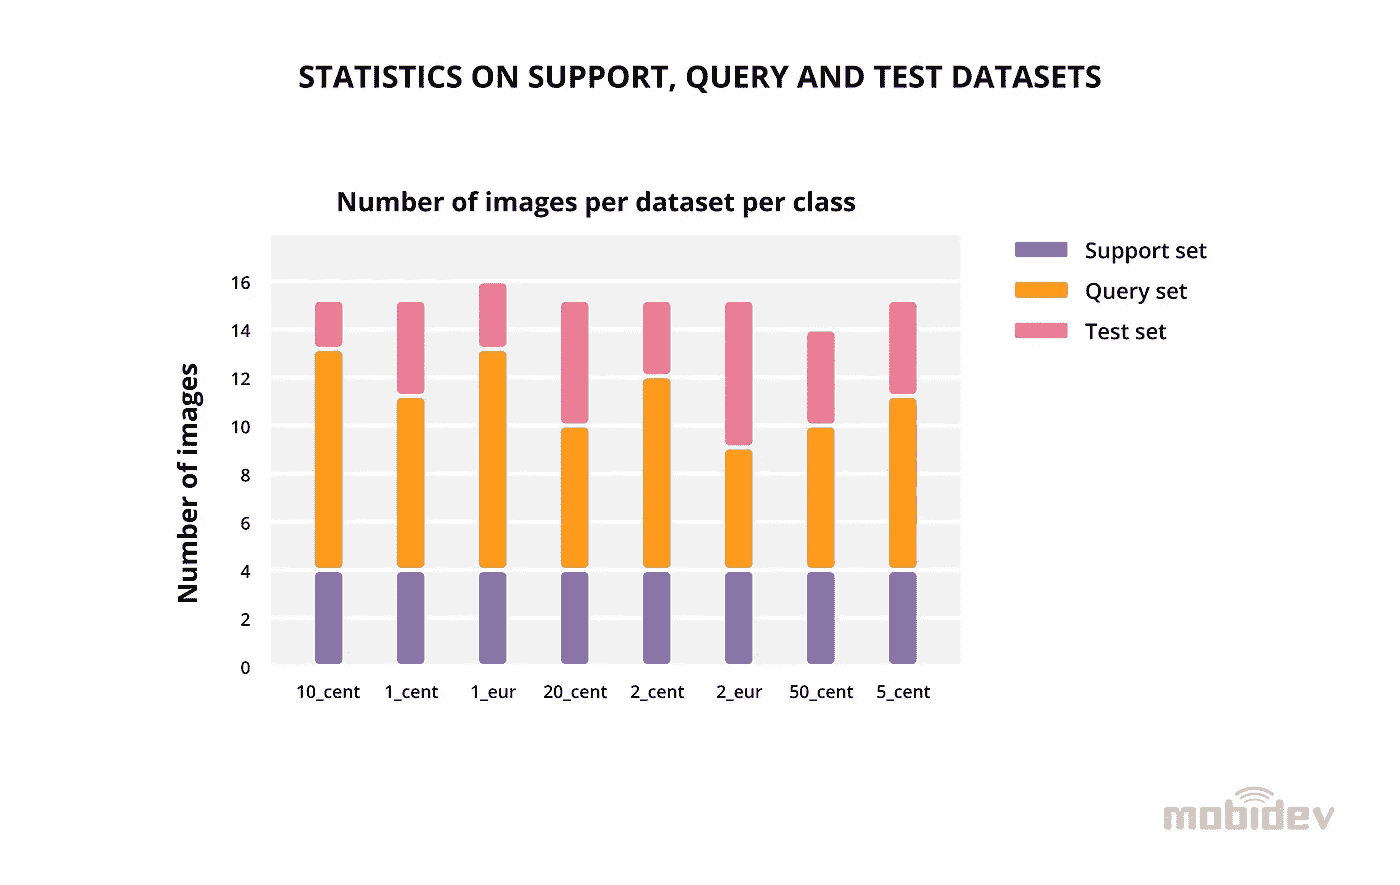 STATISTICS ON SUPPORT, QUERY AND TEST DATASETS
Number of images per dataset per class
Support set
Query set
Test set
Number of images
16
14
12
10
8
6
4
2
0
10_cent 1_cent 1_eur 20_cent 2_cent 2_eur 50_cent 5_cent
mobidev